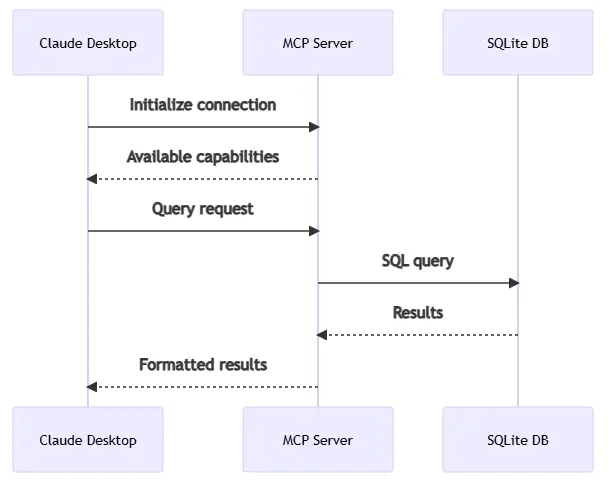 Claude Desktop
MCP Server
SQLite DB
Initialize connection
Available capabilities
Query request
SQL query
Results
Formatted results
Claude Desktop
MCP Server
SQLite DB